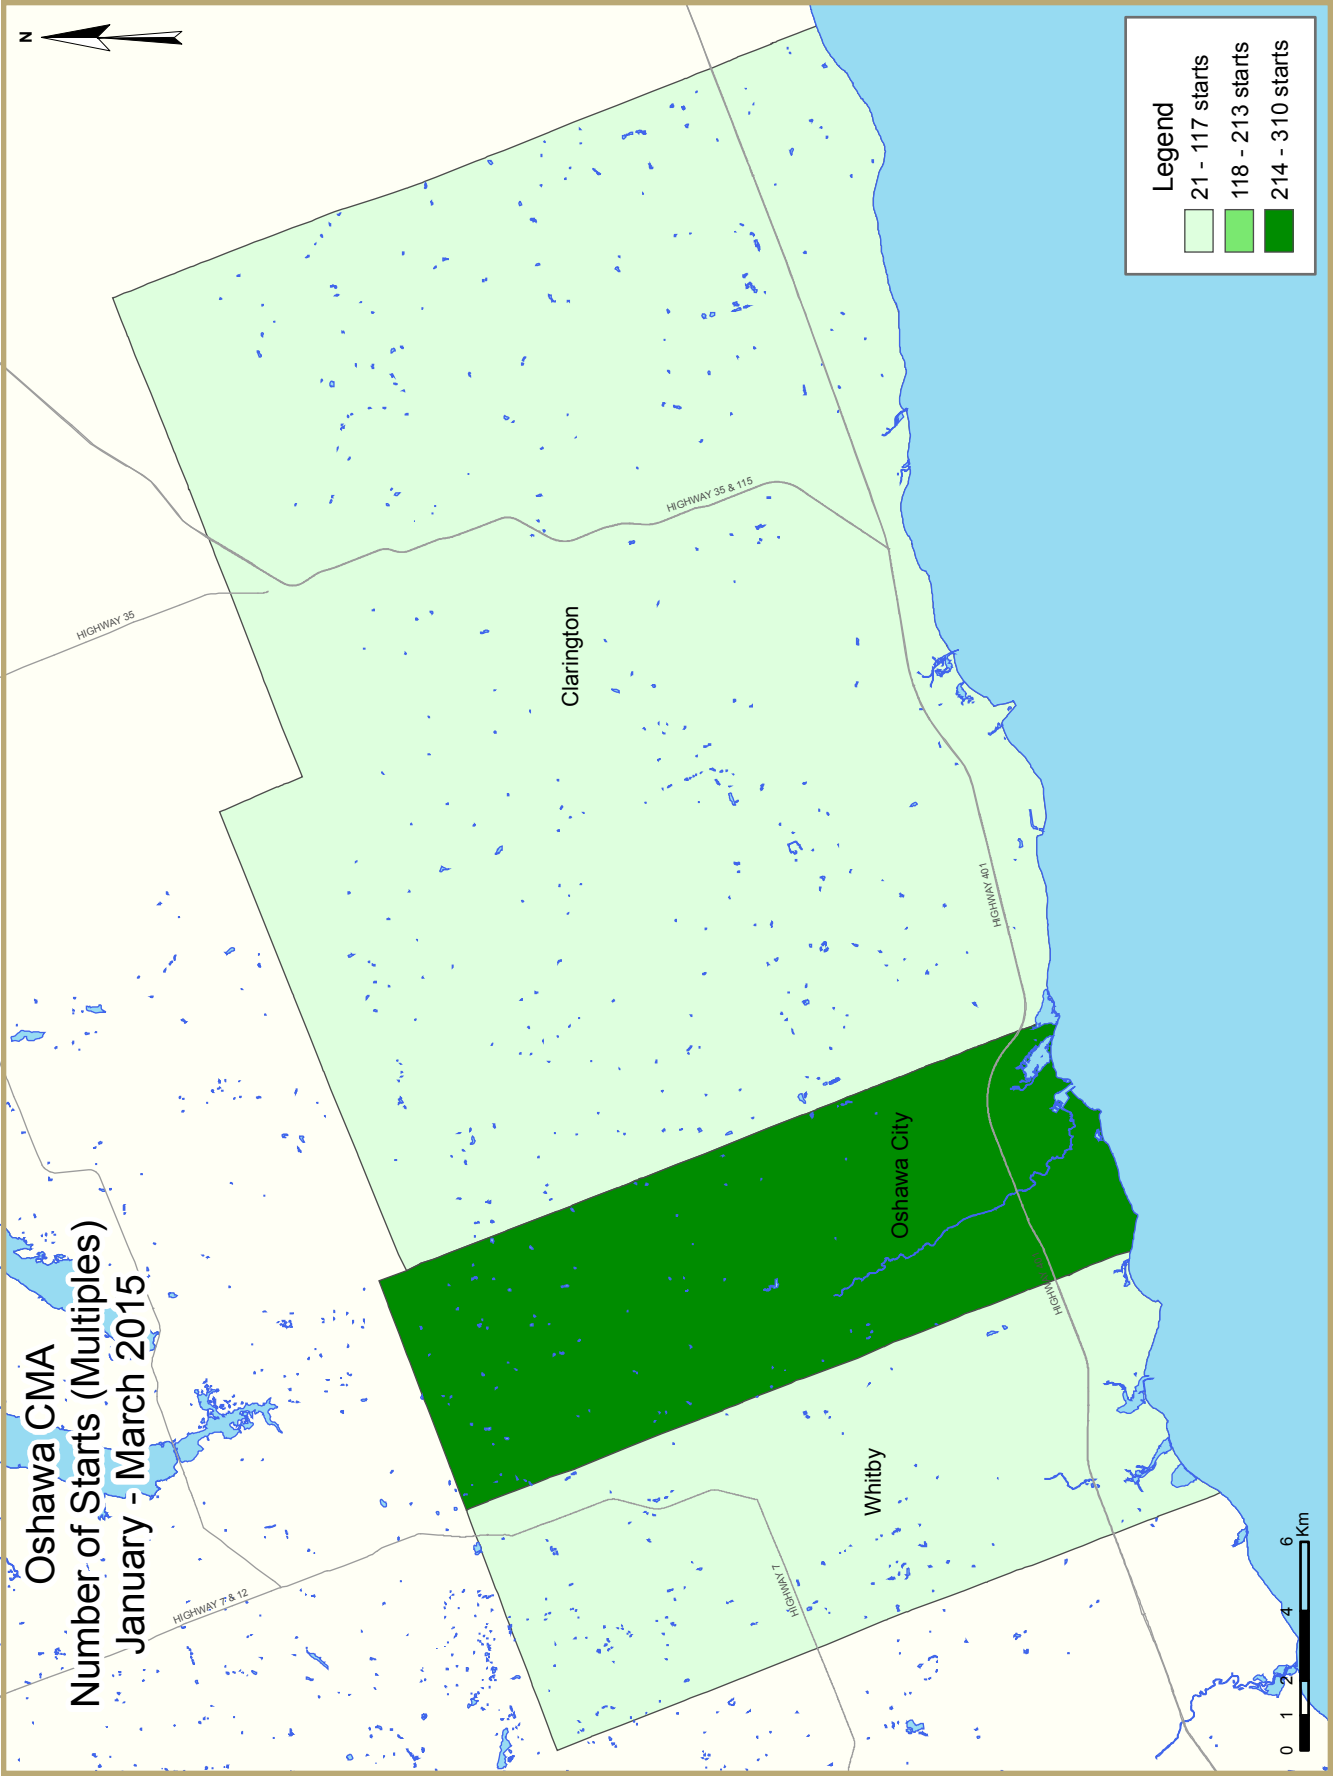 Oshawa CMA
Number of Starts (Multiples)
January - March 2015
N
HIGHWAY 7 & 12
HIGHWAY 35
HIGHWAY 35 & 115
Clarington
HIGHWAY 401
Oshawa City
Whitby
HIGHWAY 7
Legend
21 - 117 starts
118 - 213 starts
214 - 310 starts
0 1 2 4 6
Km